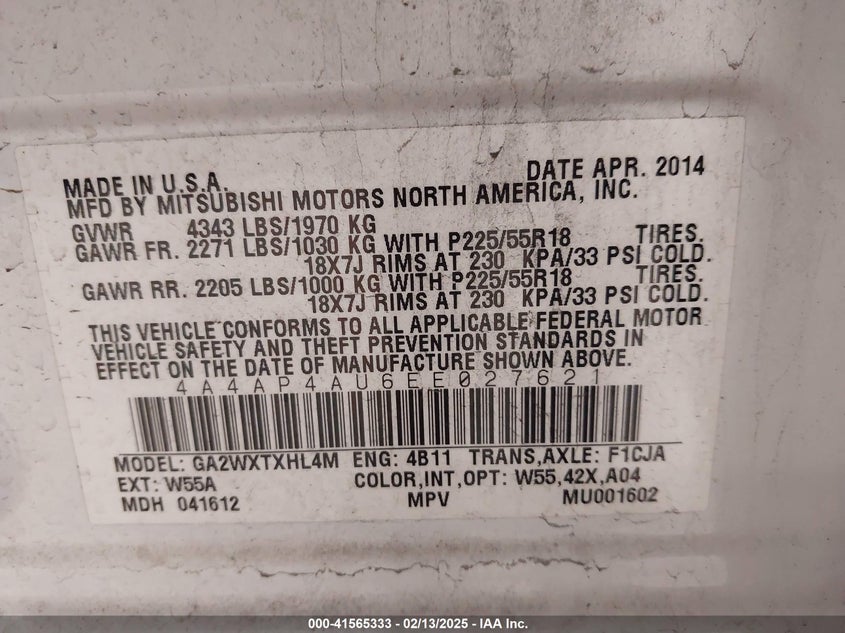 MADE IN U.S.A. DATE APR. 2014
MFD BY MITSUBISHI MOTORS NORTH AMERICA, INC.
GVWR 4343 LBS/1970 KG
GAWR FR. 2271 LBS/1030 KG WITH P225/55R18 TIRES.
18X7J RIMS AT 230 KPA/33 PSI COLD.
GAWR RR. 2205 LBS/1000 KG WITH P225/55R18 TIRES.
18X7J RIMS AT 230 KPA/33 PSI COLD.
THIS VEHICLE CONFORMS TO ALL APPLICABLE FEDERAL MOTOR
VEHICLE SAFETY AND THEFT PREVENTION STANDARDS IN
EFFECT ON THE DATE OF MANUFACTURE SHOWN ABOVE.
4A4AP4AU6EE027621
MODEL: GA2WXTXHL4M ENG: 4B11 TRANS,AXLE: F1CJA
EXT: W55A COLOR,INT,OPT: W55,42X,A04
MDH 041612 MPV MU001602
000-41565333 - 02/13/2025 - IAA Inc.